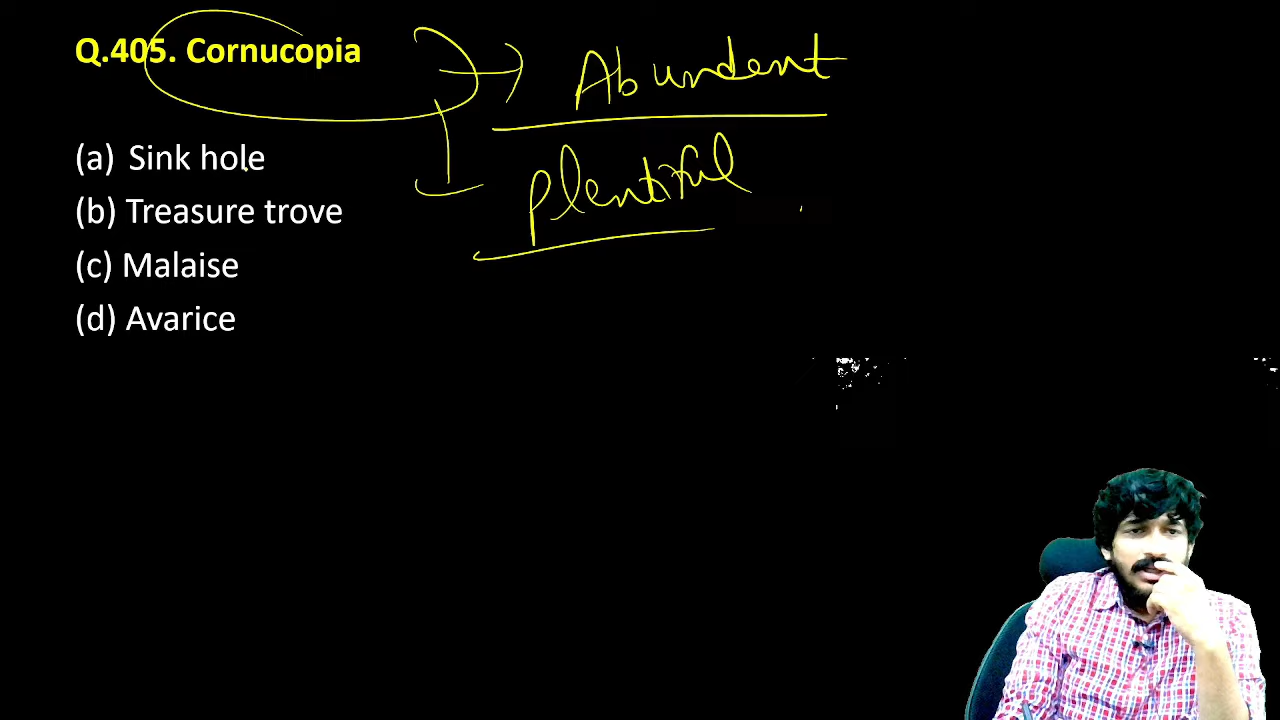 Q.405. Cornucopia
Abundent
plentiful
(a) Sink hole
(b) Treasure trove
(c) Malaise
(d) Avarice